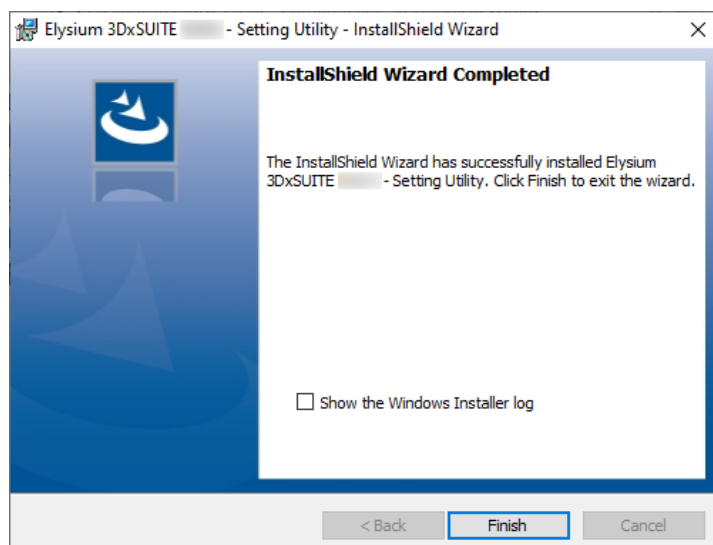 Elysium 3DxSUITE - Setting Utility - InstallShield Wizard
InstallShield Wizard Completed
The InstallShield Wizard has successfully installed Elysium
3DxSUITE - Setting Utility. Click Finish to exit the wizard.
Show the Windows Installer log
< Back
Finish
Cancel